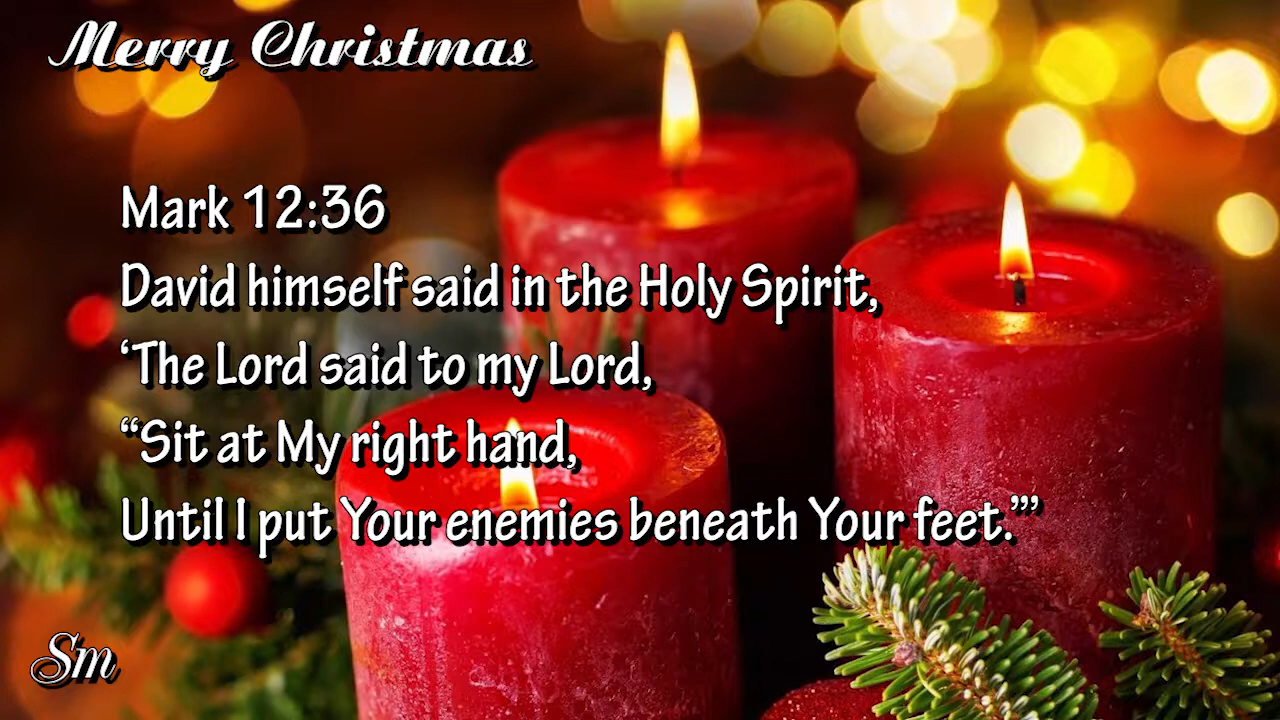 Merry Christmas
Mark 12:36
David himself said in the Holy Spirit,
‘The Lord said to my Lord,
“Sit at My right hand,
Until I put Your enemies beneath Your feet.”’
Sm